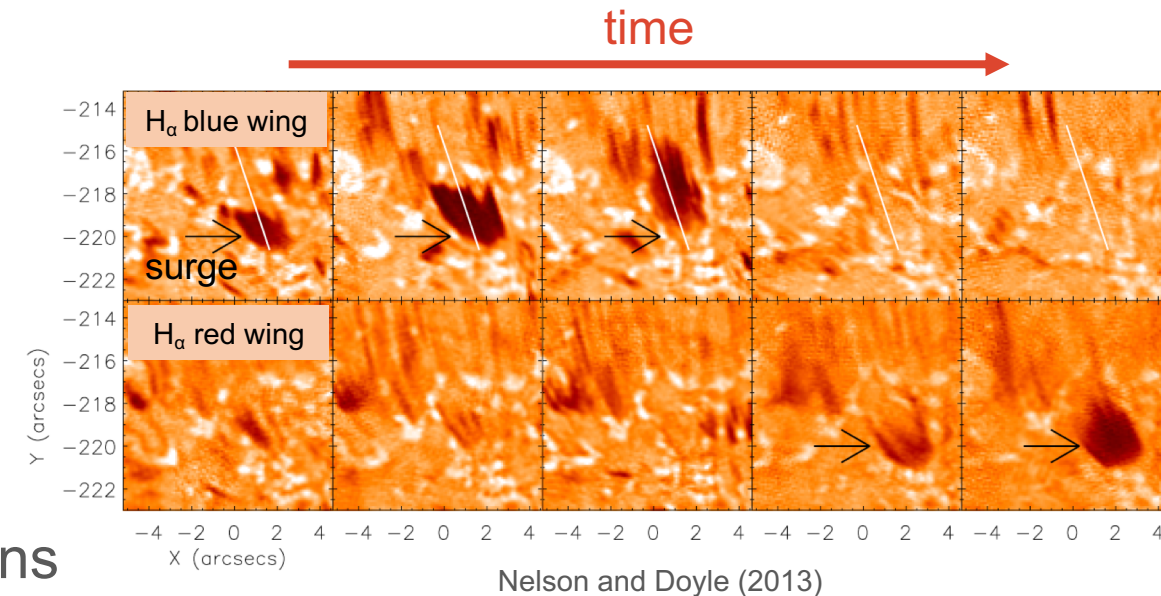 time
Hα blue wing
surge
Hα red wing
−214
−216
−218
−220
−222
−214
−216
−218
−220
−222
Y (arcsecs)
−4 −2 0 2 4 −4 −2 0 2 4 −4 −2 0 2 4 −4 −2 0 2 4 −4 −2 0 2 4
X (arcsecs)
ns
Nelson and Doyle (2013)